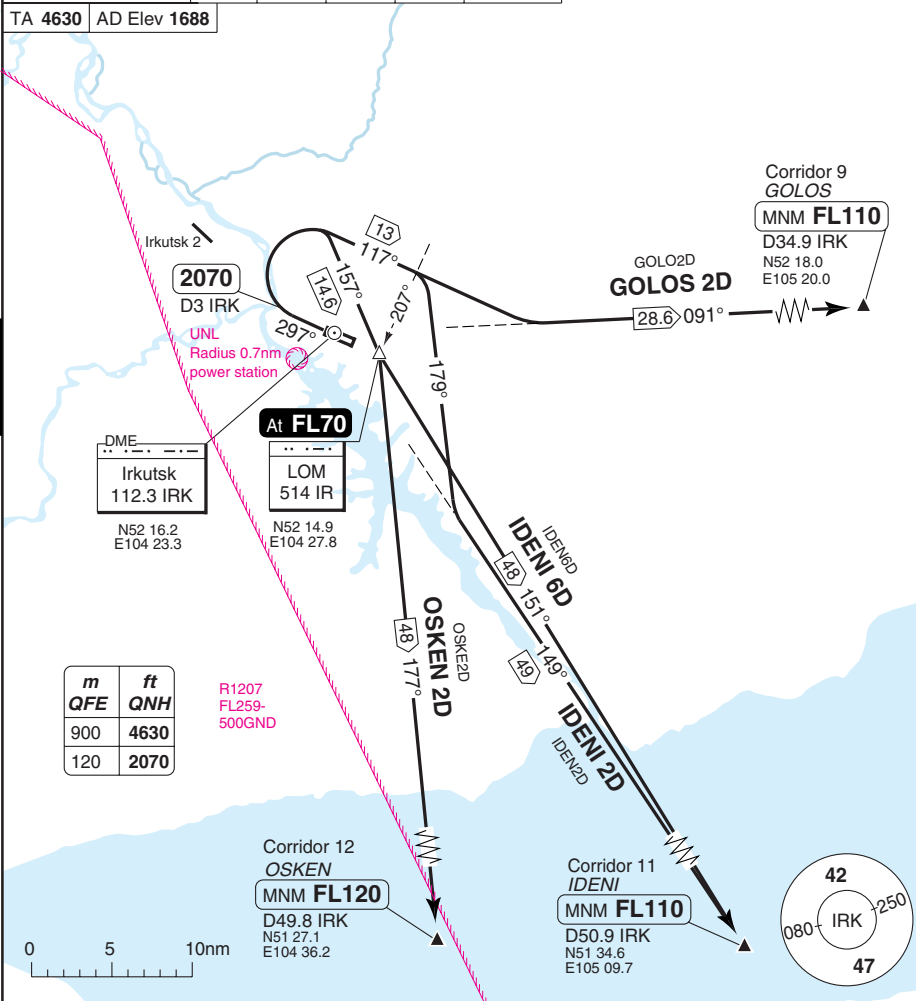 TA 4630 AD Elev 1688
Corridor 9
GOLOS
MNM FL110
D34.9 IRK
N52 18.0
E105 20.0
Irkutsk 2
13
117°
GOLO2D
GOLOS 2D
28.6 091°
2070
D3 IRK
157°
14.6
207°
297°
179°
UNL
Radius 0.7nm
power station
At FL70
DME
Irkutsk
112.3 IRK
N52 16.2
E104 23.3
LOM
514 IR
N52 14.9
E104 27.8
IDEN6D
IDENI 6D
48 151°
OSKE2D
OSKEN 2D
48 177°
49 149°
IDENI 2D
IDEN2D
m ft
QFE QNH
900 4630
120 2070
R1207
FL259-
500GND
Corridor 12
OSKEN
MNM FL120
D49.8 IRK
N51 27.1
E104 36.2
Corridor 11
IDENI
MNM FL110
D50.9 IRK
N51 34.6
E105 09.7
42
080 IRK 250
47
0 5 10nm